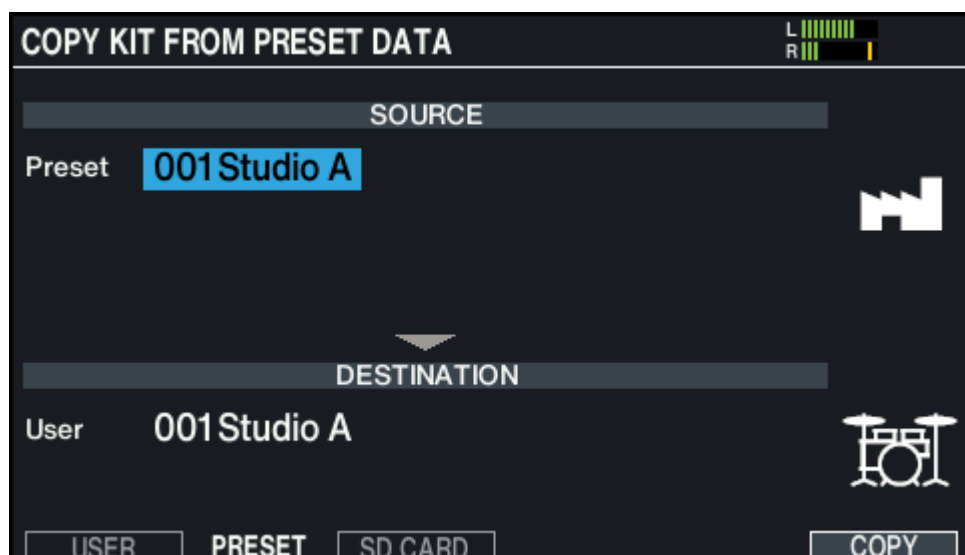 COPY KIT FROM PRESET DATA
L
R
SOURCE
Preset 001 Studio A
DESTINATION
User 001 Studio A
USER PRESET SD CARD COPY